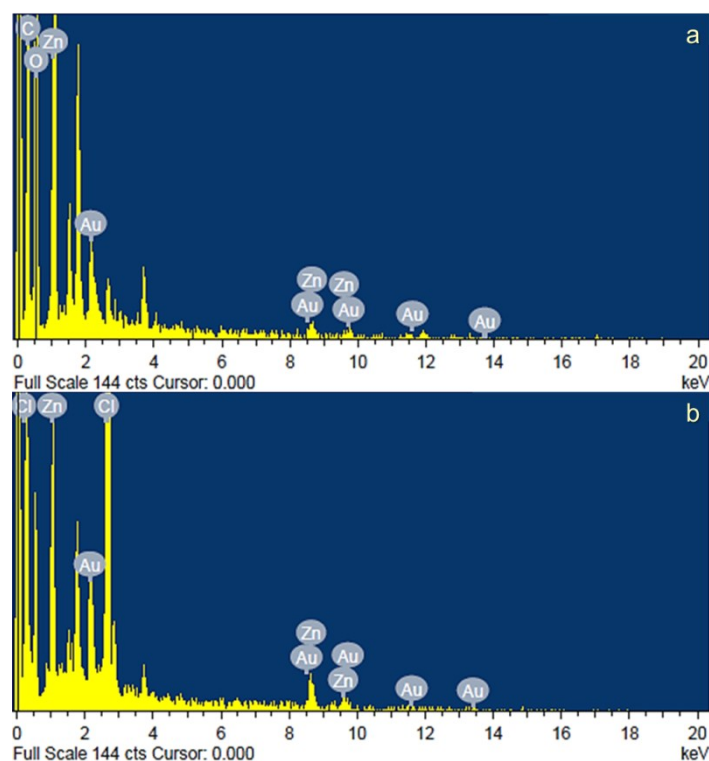 a
C
Zn
O
Au
Zn Zn
Au Au Au Au
0 2 4 6 8 10 12 14 16 18 20
Full Scale 144 cts Cursor: 0.000 keV
b
Cl Zn Cl
Au
Zn Au
Au Zn Au Au
0 2 4 6 8 10 12 14 16 18 20
Full Scale 144 cts Cursor: 0.000 keV